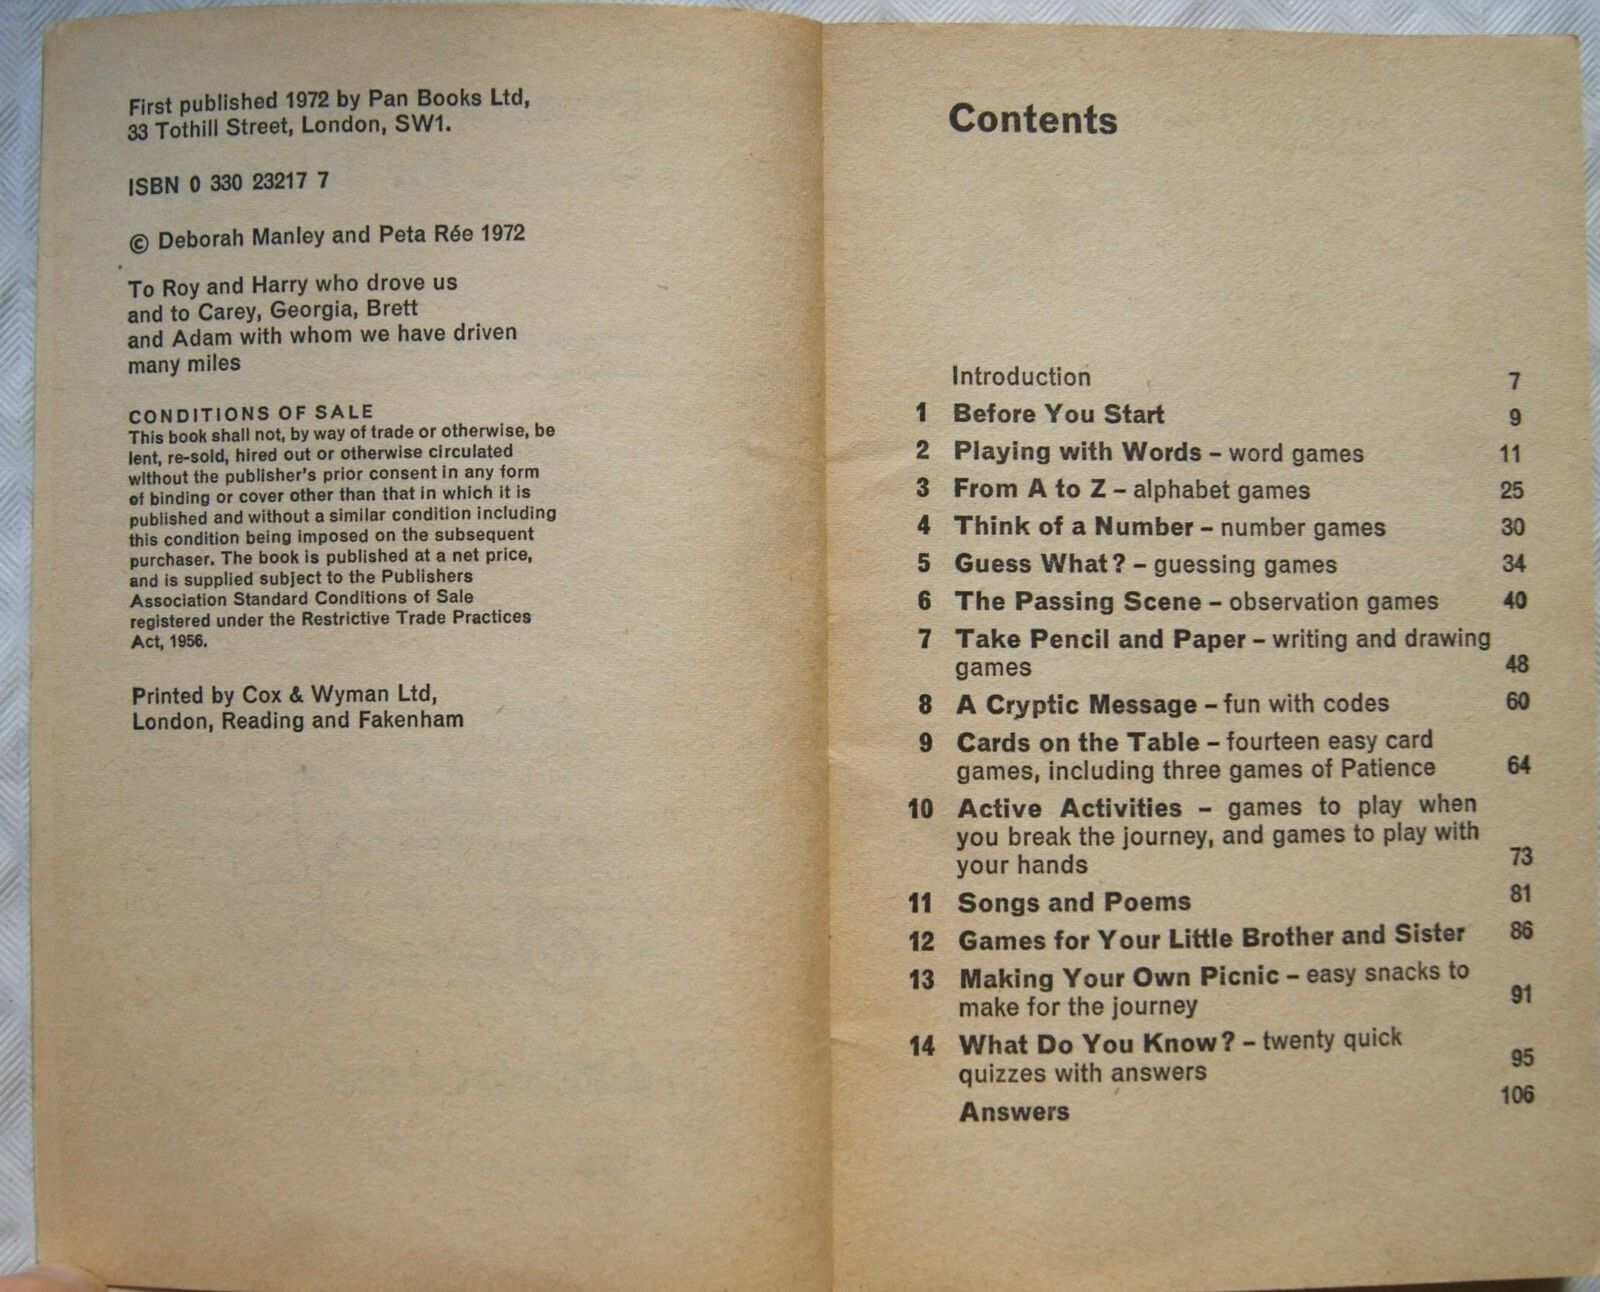 First published 1972 by Pan Books Ltd,
33 Tothill Street, London, SW1.
ISBN 0 330 23217 7
© Deborah Manley and Peta Rée 1972
To Roy and Harry who drove us
and to Carey, Georgia, Brett
and Adam with whom we have driven
many miles
CONDITIONS OF SALE
This book shall not, by way of trade or otherwise, be
lent, re-sold, hired out or otherwise circulated
without the publisher's prior consent in any form
of binding or cover other than that in which it is
published and without a similar condition including
this condition being imposed on the subsequent
purchaser. The book is published at a net price,
and is supplied subject to the Publishers
Association Standard Conditions of Sale
registered under the Restrictive Trade Practices
Act, 1956.
Printed by Cox & Wyman Ltd,
London, Reading and Fakenham
Contents
Introduction 7
1 Before You Start 9
2 Playing with Words – word games 11
3 From A to Z – alphabet games 25
4 Think of a Number – number games 30
5 Guess What? – guessing games 34
6 The Passing Scene – observation games 40
7 Take Pencil and Paper – writing and drawing
games 48
8 A Cryptic Message – fun with codes 60
9 Cards on the Table – fourteen easy card
games, including three games of Patience 64
10 Active Activities – games to play when
you break the journey, and games to play with
your hands 73
11 Songs and Poems 81
12 Games for Your Little Brother and Sister 86
13 Making Your Own Picnic – easy snacks to
make for the journey 91
14 What Do You Know? – twenty quick
quizzes with answers 95
Answers 106